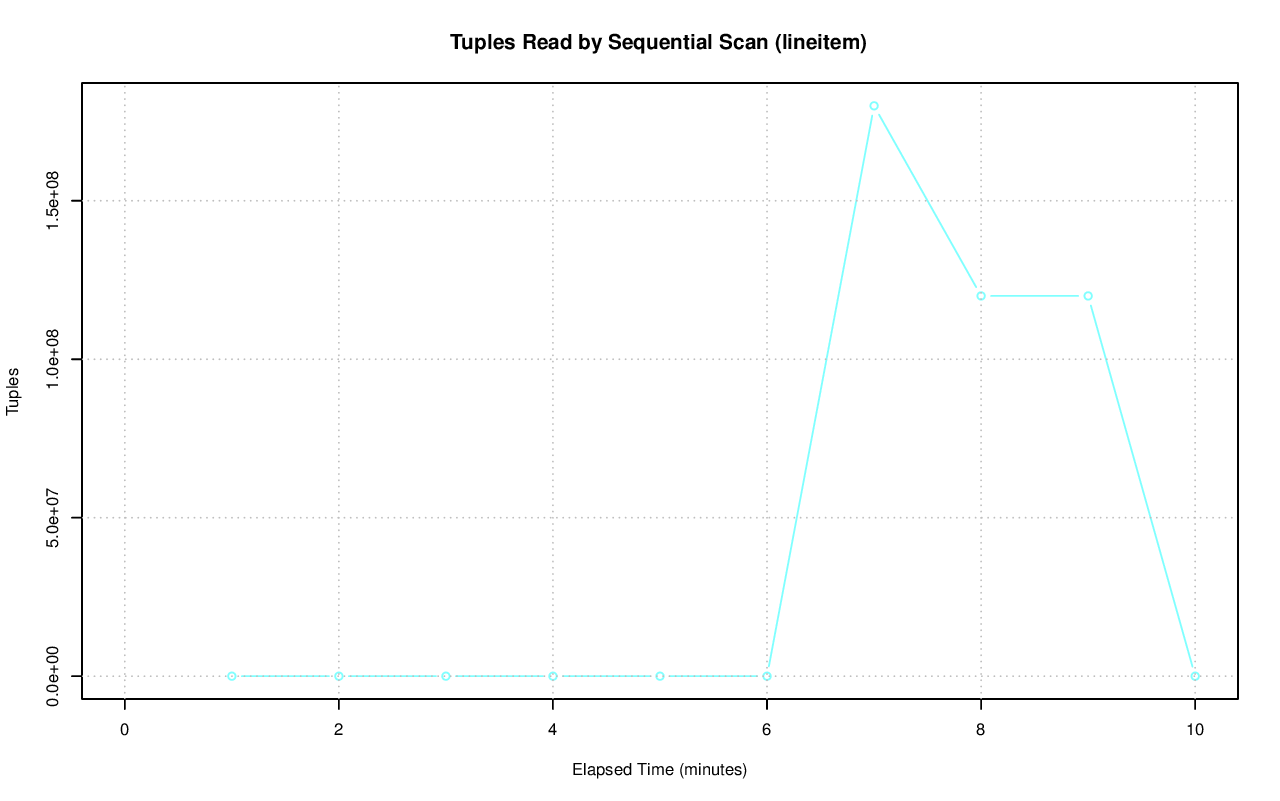 Tuples Read by Sequential Scan (lineitem)
Tuples
1.5e+08
1.0e+08
5.0e+07
0.0e+00
0 2 4 6 8 10
Elapsed Time (minutes)